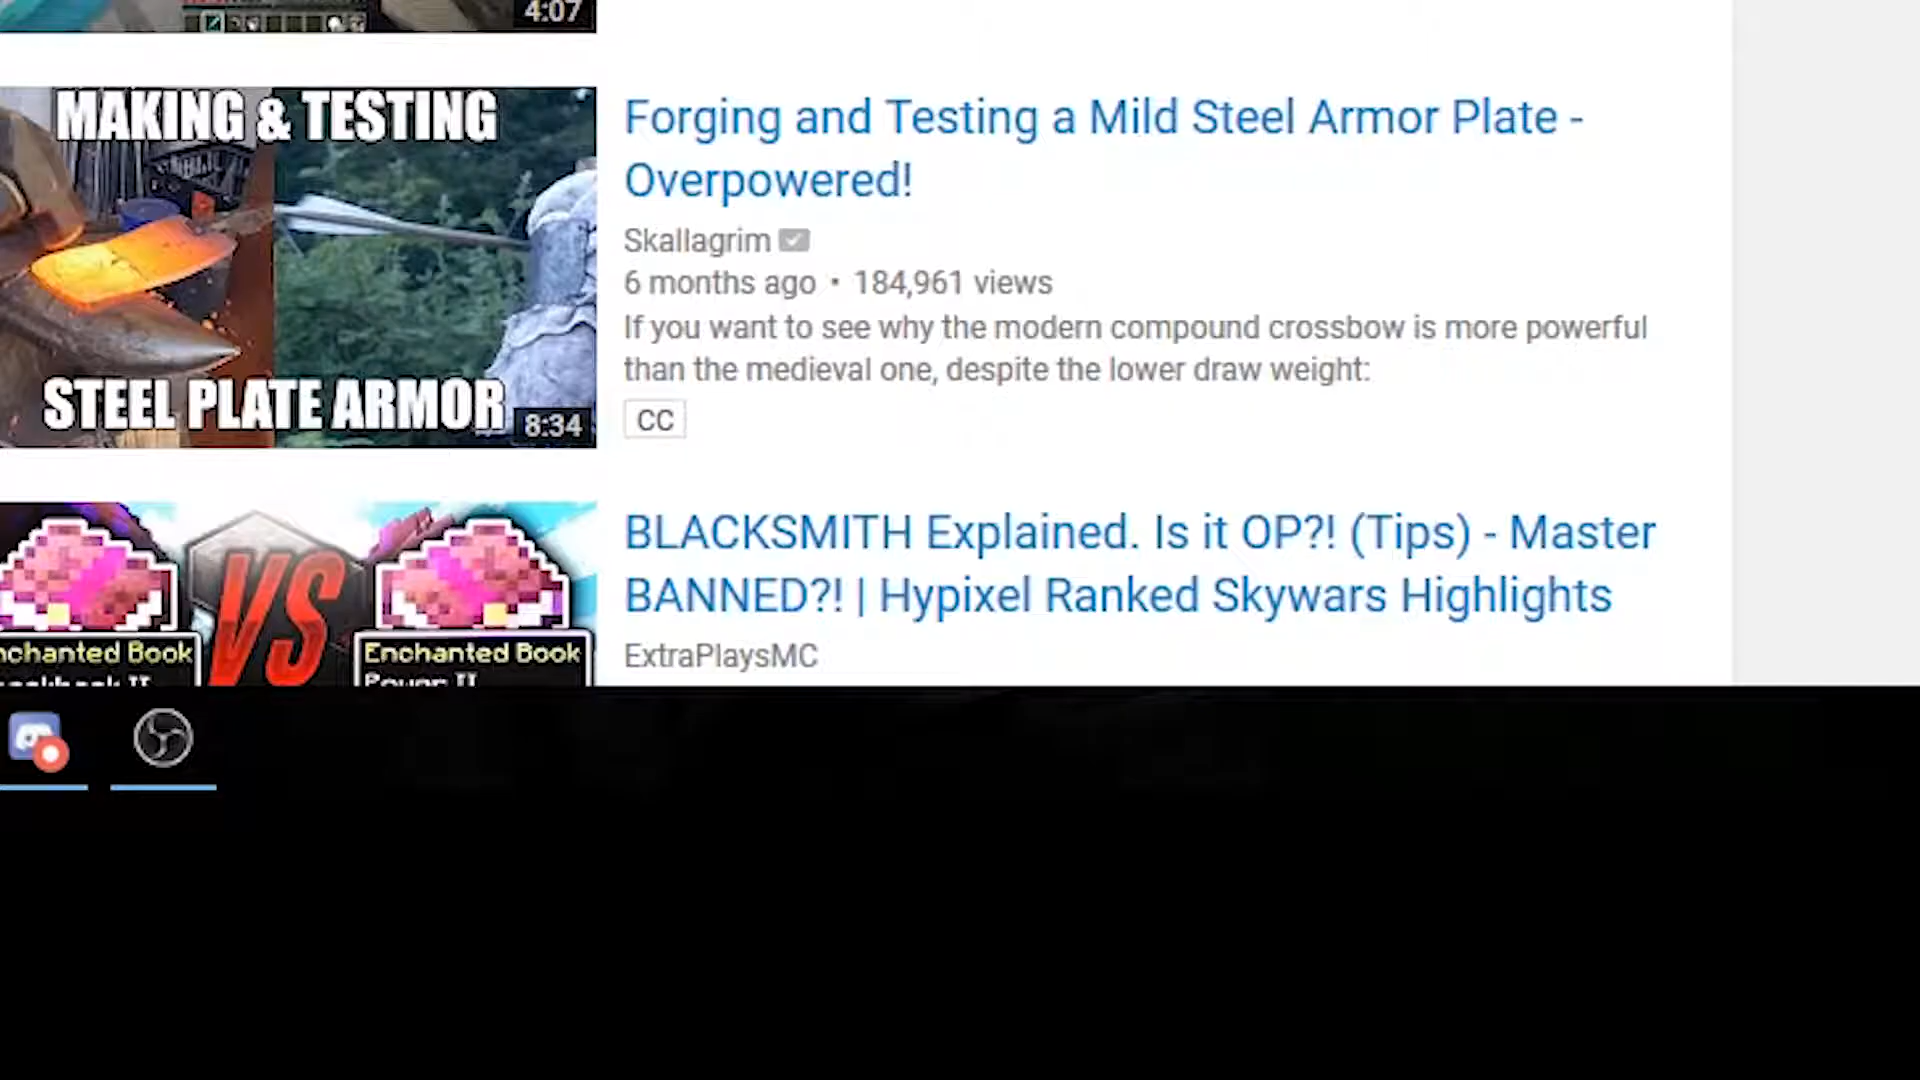 4:07
MAKING & TESTING
STEEL PLATE ARMOR
8:34
Forging and Testing a Mild Steel Armor Plate -
Overpowered!
Skallagrim
6 months ago • 184,961 views
If you want to see why the modern compound crossbow is more powerful
than the medieval one, despite the lower draw weight:
CC
VS
nchanted Book
Enchanted Book
Power II
BLACKSMITH Explained. Is it OP?! (Tips) - Master
BANNED?! | Hypixel Ranked Skywars Highlights
ExtraPlaysMC